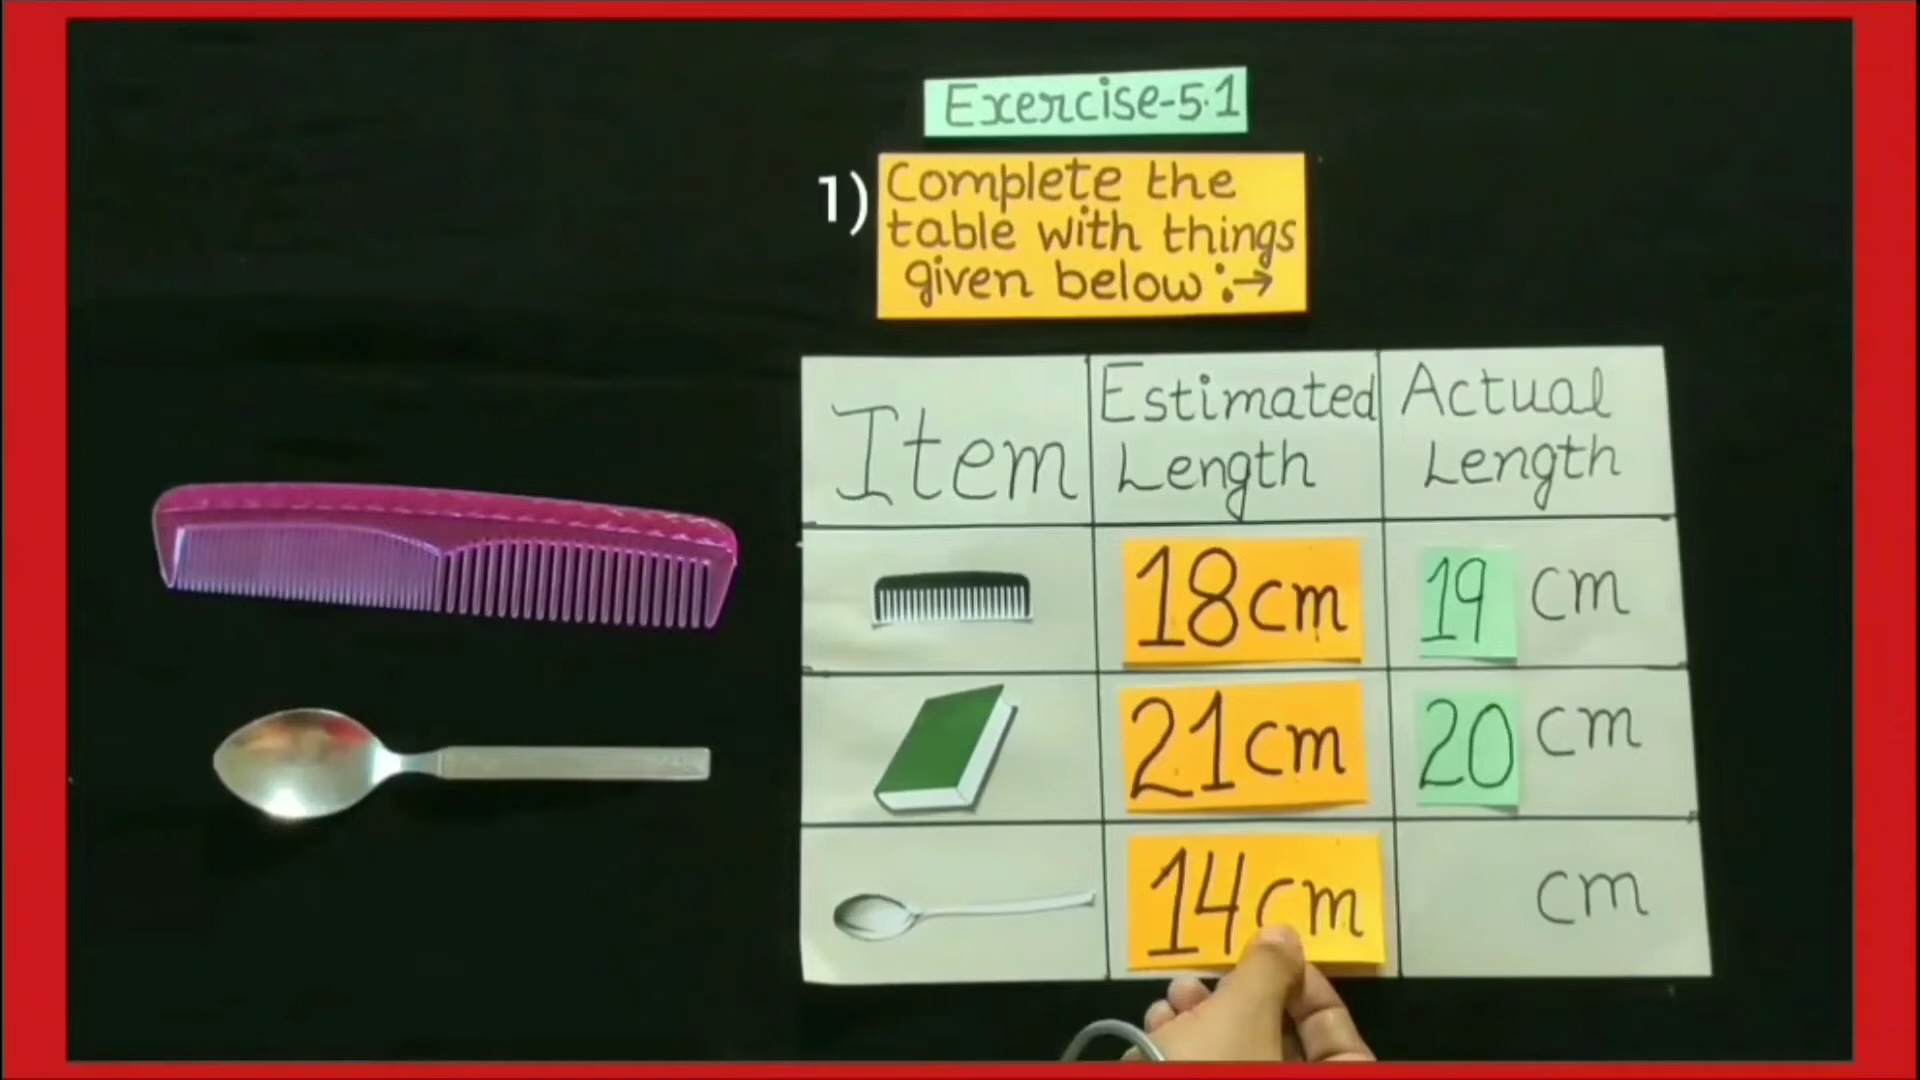 Exercise-5.1
1) Complete the
table with things
given below :→
Item
Estimated
Length
Actual
Length
18cm
19 cm
21cm
20 cm
14cm
cm